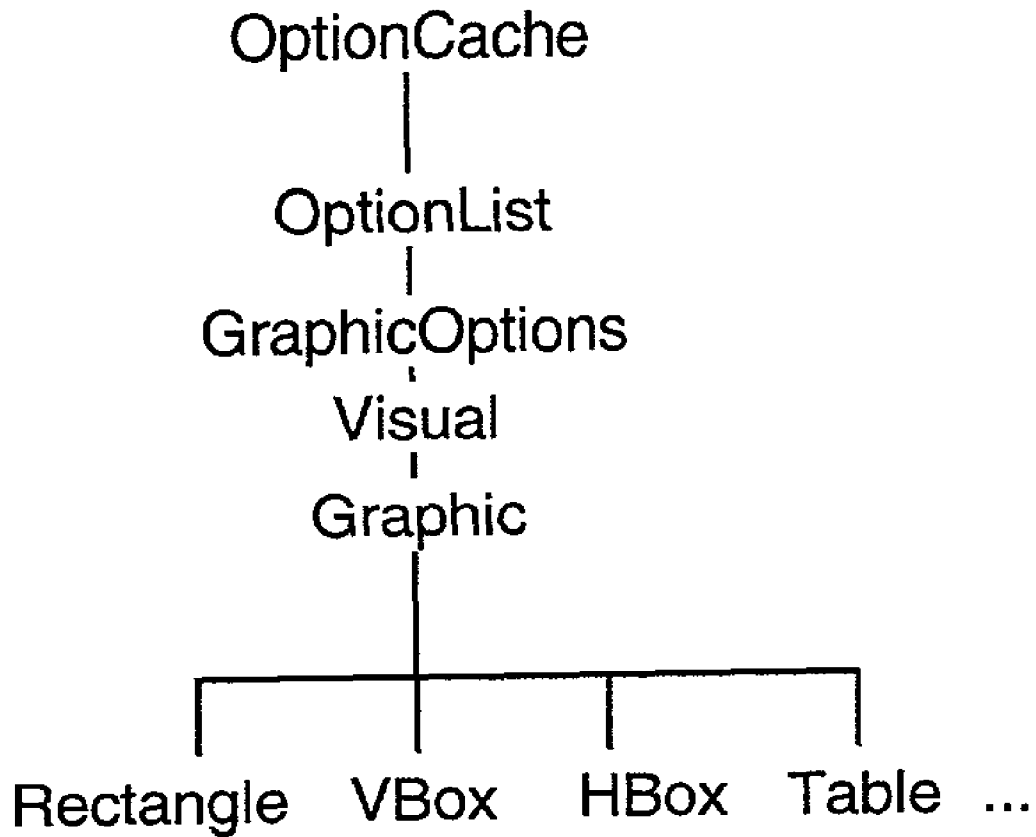 OptionCache
OptionList
GraphicOptions
Visual
Graphic
Rectangle VBox HBox Table ...